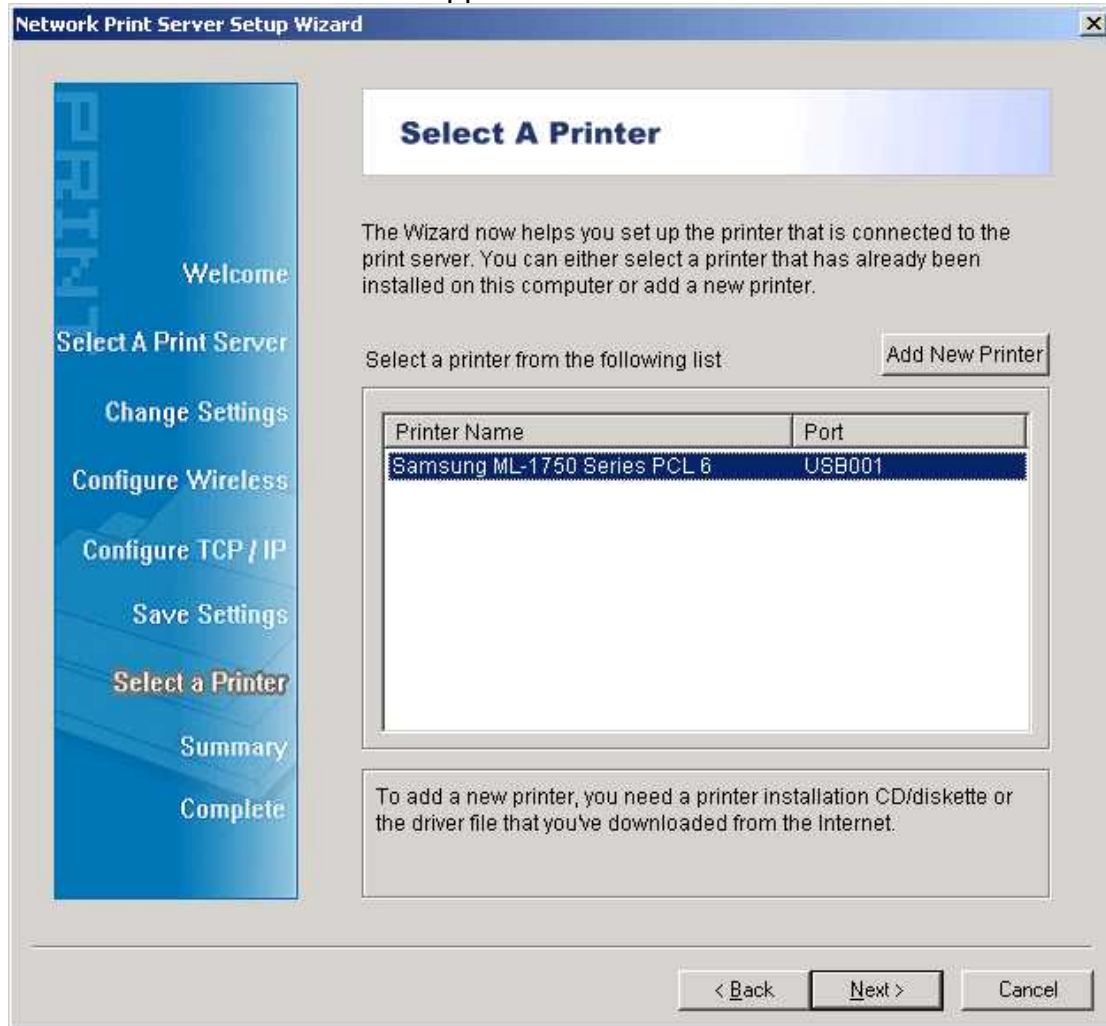 Network Print Server Setup Wizard
PRINT
Welcome
Select A Print Server
Change Settings
Configure Wireless
Configure TCP / IP
Save Settings
Select a Printer
Summary
Complete
Select A Printer
The Wizard now helps you set up the printer that is connected to the
print server. You can either select a printer that has already been
installed on this computer or add a new printer.
Select a printer from the following list
Add New Printer
Printer Name Port
Samsung ML-1750 Series PCL 6 USB001
To add a new printer, you need a printer installation CD/diskette or
the driver file that you've downloaded from the Internet.
< Back Next > Cancel